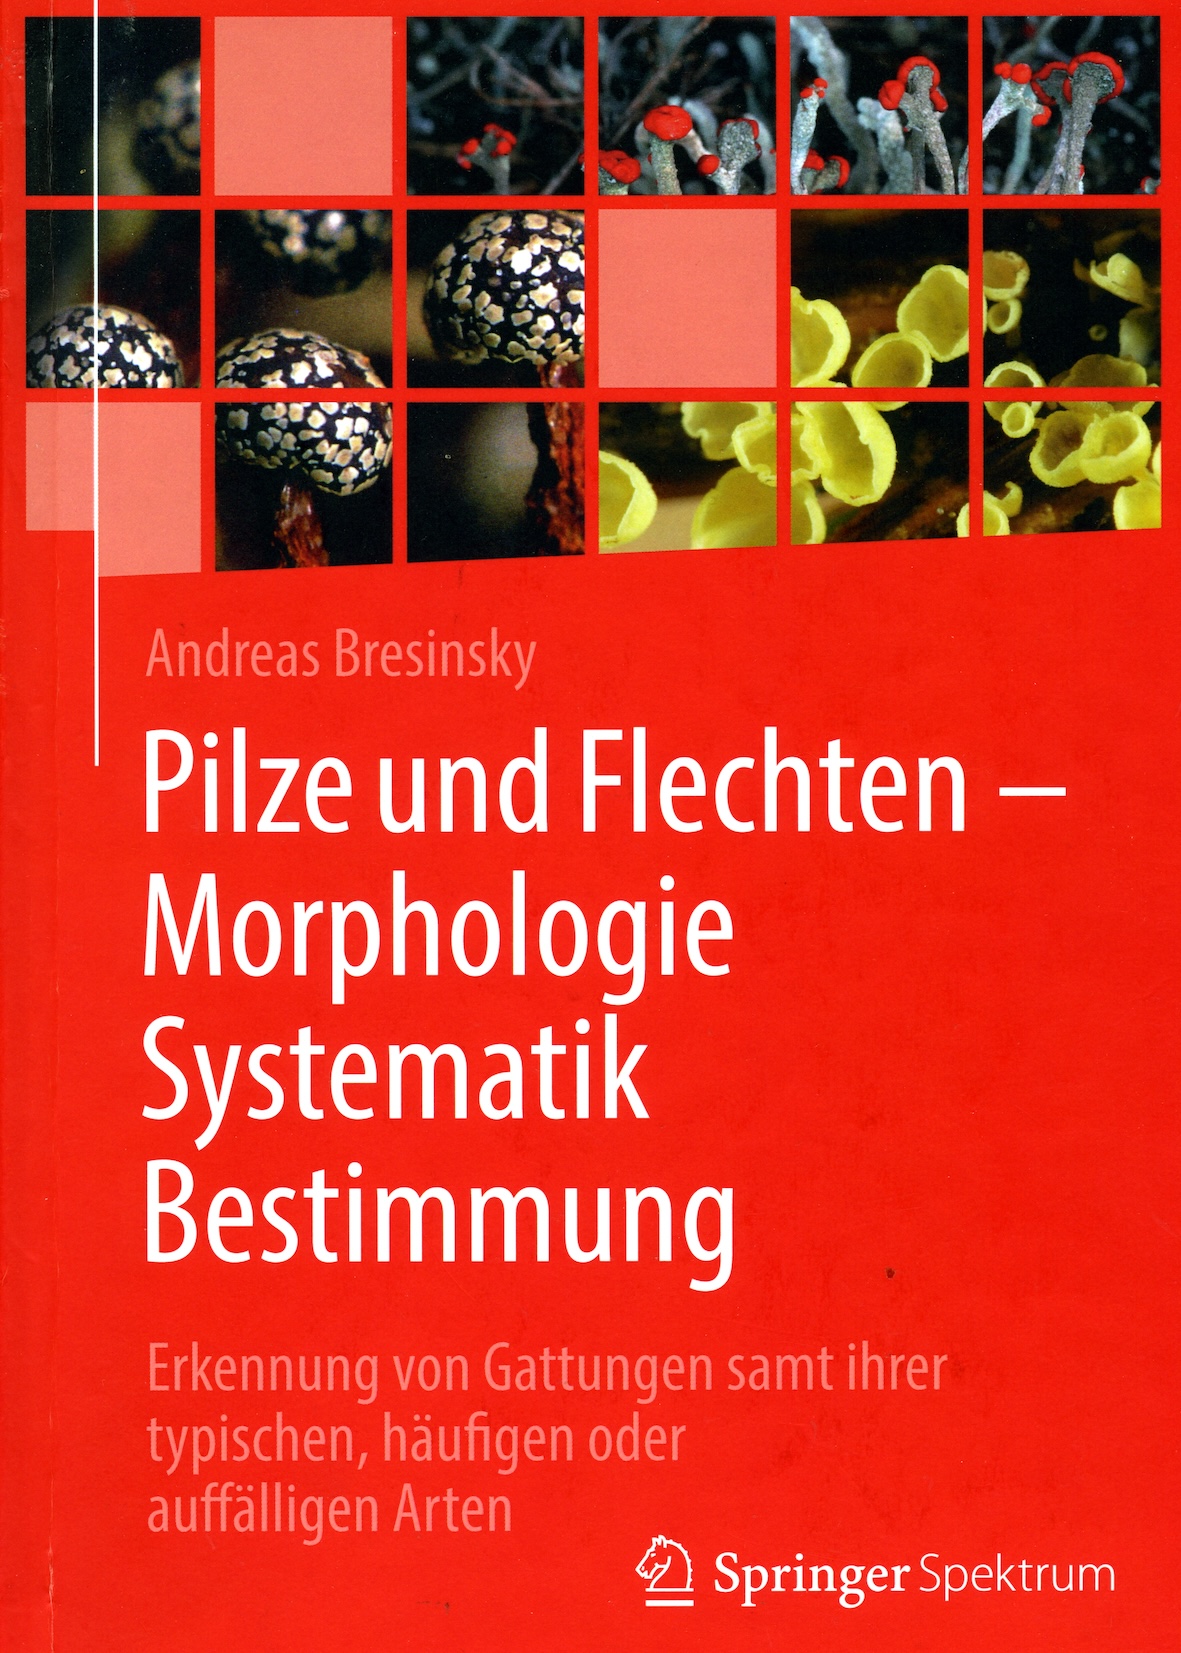 Andreas Bresinsky
Pilze und Flechten –
Morphologie
Systematik
Bestimmung
Erkennung von Gattungen samt ihrer
typischen, häufigen oder
auffälligen Arten
Springer Spektrum